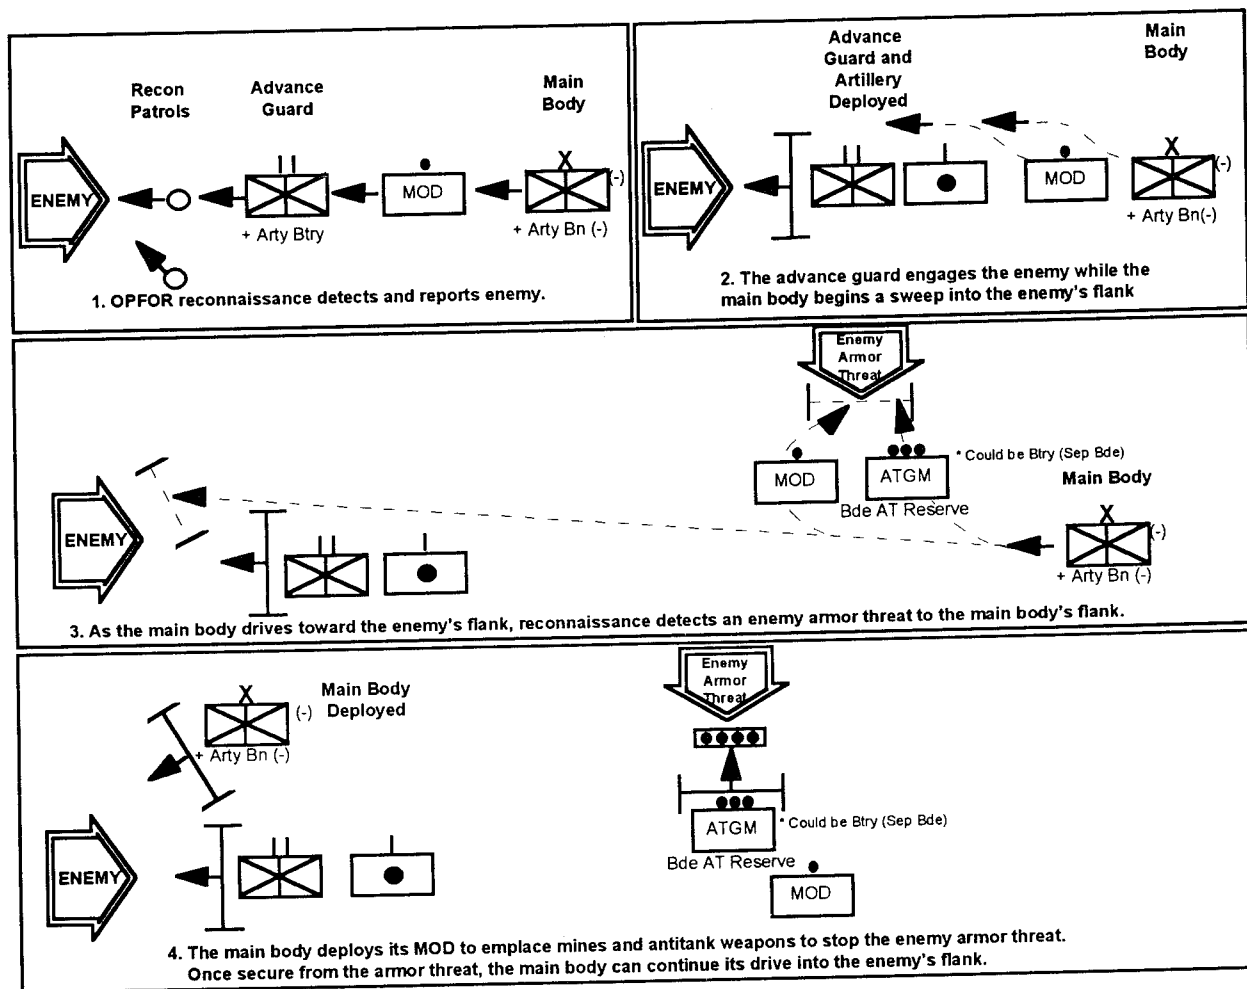 Recon
Patrols
Advance
Guard
Main
Body
ENEMY
MOD
X
(-)
+ Arty Btry
+ Arty Bn (-)
1. OPFOR reconnaissance detects and reports enemy.
Advance
Guard and
Artillery
Deployed
Main
Body
ENEMY
MOD
X
(-)
+ Arty Bn(-)
2. The advance guard engages the enemy while the
main body begins a sweep into the enemy's flank
Enemy
Armor
Threat
MOD
ATGM
* Could be Btry (Sep Bde)
Bde AT Reserve
Main Body
X
(-)
+ Arty Bn (-)
ENEMY
3. As the main body drives toward the enemy's flank, reconnaissance detects an enemy armor threat to the main body's flank.
X
(-)
Main Body
Deployed
+ Arty Bn (-)
Enemy
Armor
Threat
ATGM
* Could be Btry (Sep Bde)
Bde AT Reserve
MOD
ENEMY
4. The main body deploys its MOD to emplace mines and antitank weapons to stop the enemy armor threat.
Once secure from the armor threat, the main body can continue its drive into the enemy's flank.